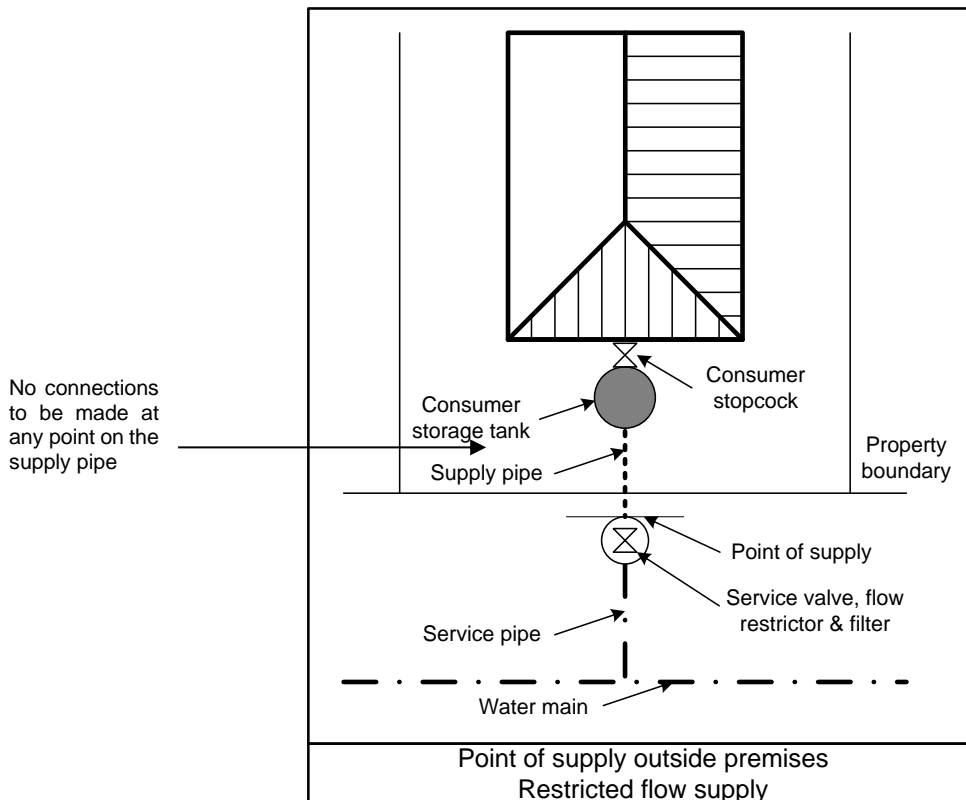 No connections
to be made at
any point on the
supply pipe
Consumer
storage tank
Consumer
stopcock
Supply pipe
Property
boundary
Point of supply
Service valve, flow
restrictor & filter
Service pipe
Water main
Point of supply outside premises
Restricted flow supply